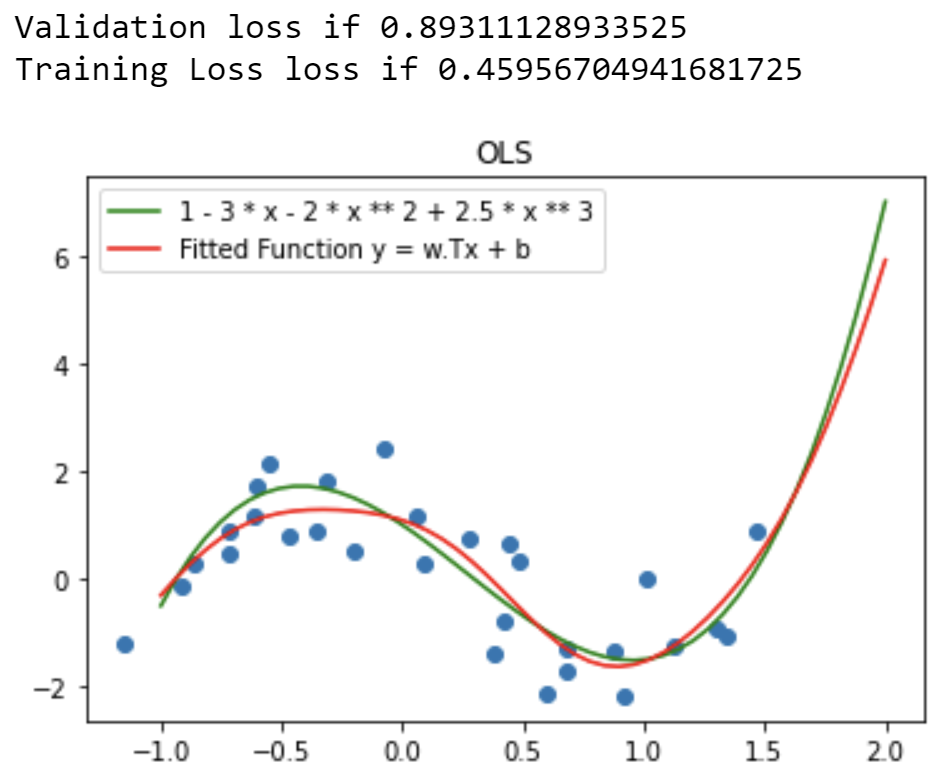 Validation loss if 0.89311128933525
Training Loss loss if 0.45956704941681725
OLS
1 - 3 * x - 2 * x ** 2 + 2.5 * x ** 3
Fitted Function y = w.Tx + b
6
4
2
0
−2
−1.0 −0.5 0.0 0.5 1.0 1.5 2.0